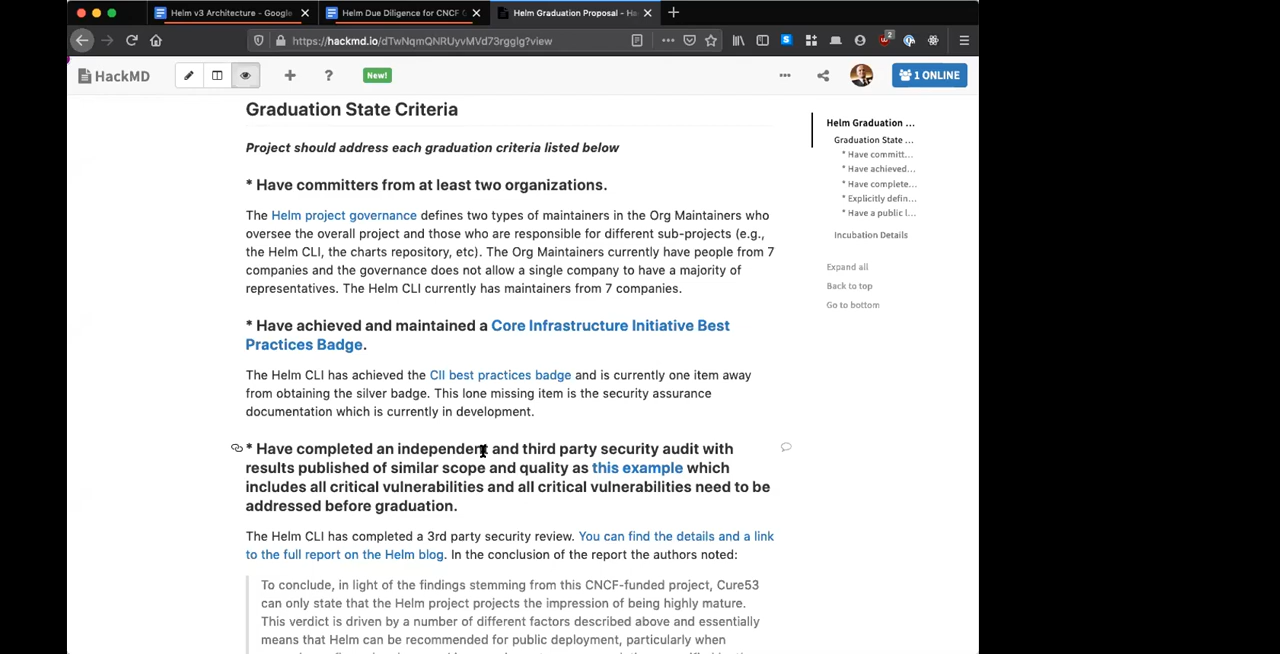 Helm v3 Architecture - Google
Helm Due Diligence for CNCF
Helm Graduation Proposal - Ha
https://hackmd.io/dTwNqmQNRUyvMVd73rgglg?view
2
HackMD
New!
1 ONLINE
Graduation State Criteria
Project should address each graduation criteria listed below
* Have committers from at least two organizations.
The Helm project governance defines two types of maintainers in the Org Maintainers who
oversee the overall project and those who are responsible for different sub-projects (e.g.,
the Helm CLI, the charts repository, etc). The Org Maintainers currently have people from 7
companies and the governance does not allow a single company to have a majority of
representatives. The Helm CLI currently has maintainers from 7 companies.
* Have achieved and maintained a Core Infrastructure Initiative Best
Practices Badge.
The Helm CLI has achieved the CII best practices badge and is currently one item away
from obtaining the silver badge. This lone missing item is the security assurance
documentation which is currently in development.
* Have completed an independent and third party security audit with
results published of similar scope and quality as this example which
includes all critical vulnerabilities and all critical vulnerabilities need to be
addressed before graduation.
The Helm CLI has completed a 3rd party security review. You can find the details and a link
to the full report on the Helm blog. In the conclusion of the report the authors noted:
To conclude, in light of the findings stemming from this CNCF-funded project, Cure53
can only state that the Helm project projects the impression of being highly mature.
This verdict is driven by a number of different factors described above and essentially
means that Helm can be recommended for public deployment, particularly when
Helm Graduation ...
Graduation State ...
* Have committ...
* Have achieved...
* Have complete...
* Explicitly defin...
* Have a public l...
Incubation Details
Expand all
Back to top
Go to bottom